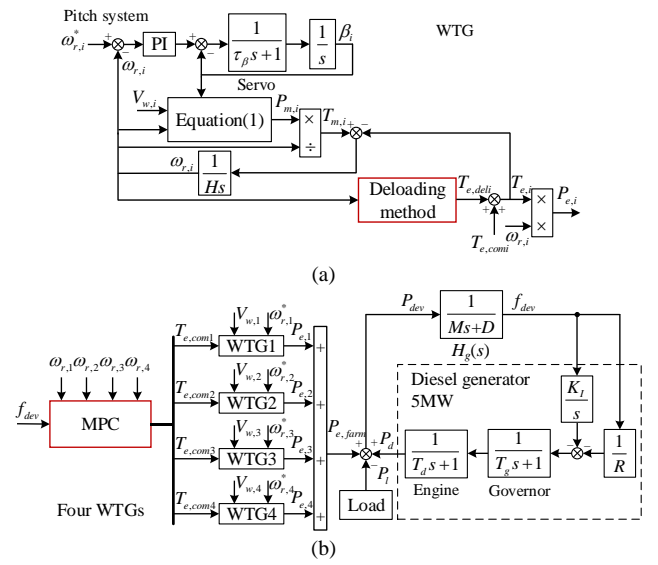 Pitch system
WTG
ω*r,i
+
−
PI
+
−
1
τβs+1
1
s
βi
ωr,i
Servo
Vw,i
Equation(1)
Pm,i
×
÷
Tm,i
+
−
ωr,i
1
Hs
Deloading
method
Te,deli
+
+
Te,comi
Te,i
ωr,i
×
×
Pe,i
(a)
ωr,1 ωr,2 ωr,3 ωr,4
fdev
MPC
Four WTGs
Te,com1
Vw,1
ω*r,1
WTG1
Pe,1
+
Te,com2
Vw,2
ω*r,2
WTG2
Pe,2
+
Te,com3
Vw,3
ω*r,3
WTG3
Pe,3
+
Te,com4
Vw,4
ω*r,4
WTG4
Pe,4
+
Pe,farm
+
+
−
Pd
Pl
Load
Pdev
1
Ms+D
Hg(s)
fdev
Diesel generator
5MW
KI
s
1
R
−
−
1
Tgs+1
Governor
1
Tds+1
Engine
(b)